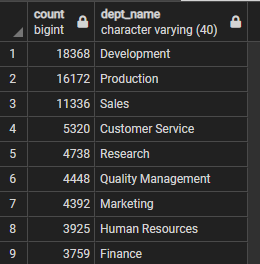 count dept_name
bigint character varying (40)
1 18368 Development
2 16172 Production
3 11336 Sales
4 5320 Customer Service
5 4738 Research
6 4448 Quality Management
7 4392 Marketing
8 3925 Human Resources
9 3759 Finance